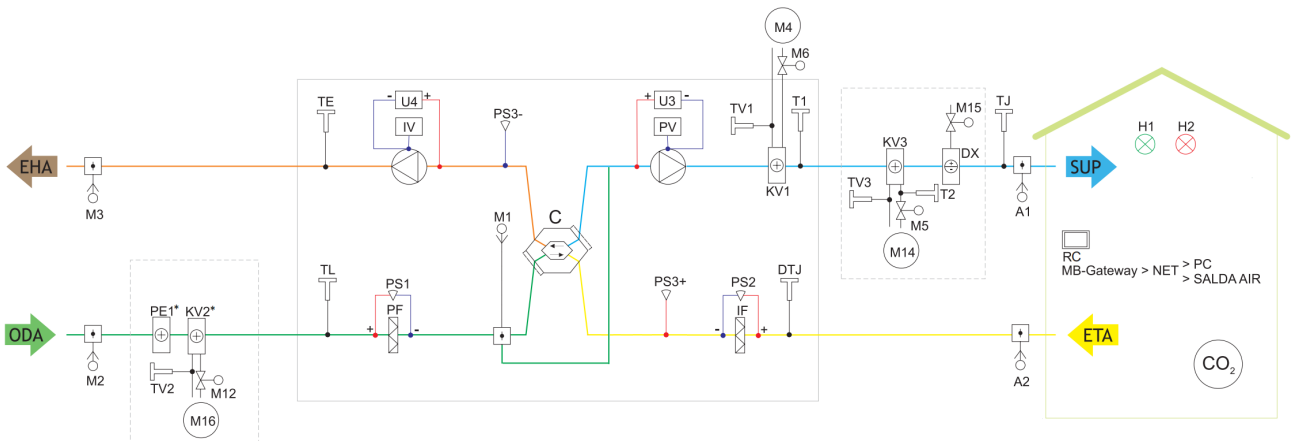 M4
M6
TE
- U4 +
PS3-
+ U3 -
TV1
T1
M15
TJ
H1 H2
IV
PV
KV3
DX
EHA
KV1
SUP
TV3
T2
M3
M1
C
M5
A1
M14
RC
MB-Gateway > NET > PC
> SALDA AIR
TL
PS1
PS3+
PS2
DTJ
PE1* KV2*
PF
IF
+ -
- +
ODA
ETA
M2
TV2
M12
A2
CO2
M16